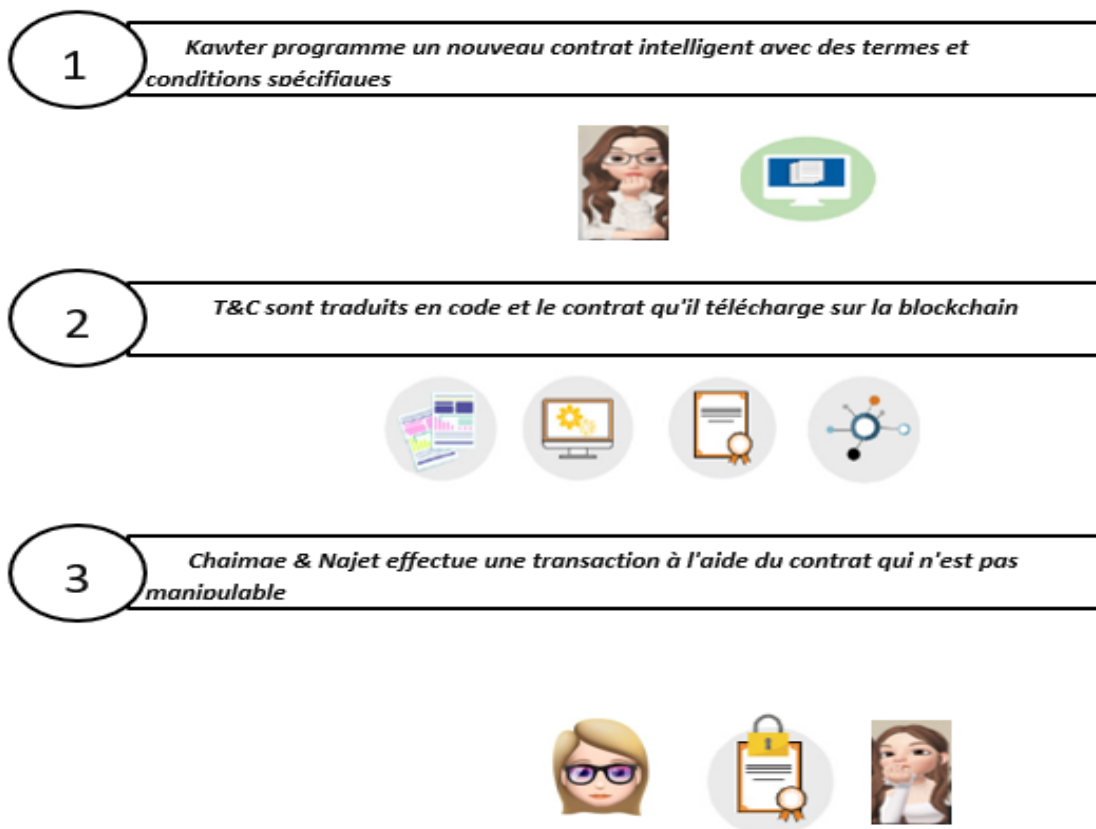 1
Kawter programme un nouveau contrat intelligent avec des termes et
conditions spécifiques
2
T&C sont traduits en code et le contrat qu'il télécharge sur la blockchain
3
Chaimae & Najet effectue une transaction à l'aide du contrat qui n'est pas
manipulable